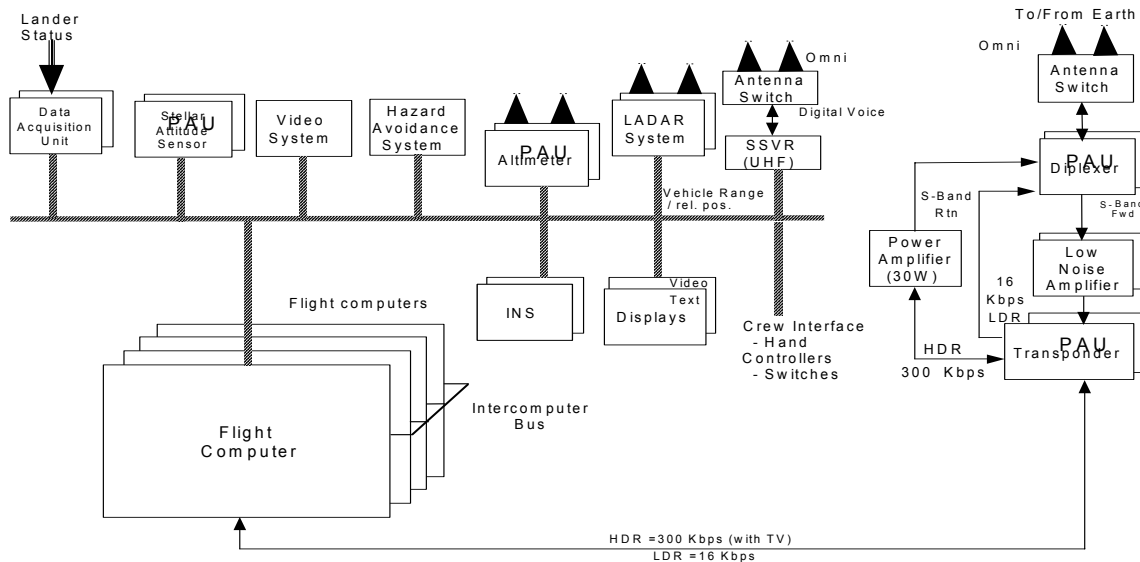 Lander
Status
To/From Earth
Omni
Omni
Data
Acquisition
Unit
PAU
Stellar
Attitude
Sensor
Video
System
Hazard
Avoidance
System
PAU
Altimeter
LADAR
System
Antenna
Switch
Digital Voice
SSVR
(UHF)
Antenna
Switch
PAU
Diplexer
Vehicle Range
/ rel. pos.
S-Band
Rtn
S-Band
Fwd
Power
Amplifier
(30W)
Low
Noise
Amplifier
16
Kbps
LDR
Flight computers
INS
Video
Text
Displays
Crew Interface
- Hand
Controllers
- Switches
HDR
300 Kbps
PAU
Transponder
Intercomputer
Bus
Flight
Computer
HDR =300 Kbps (with TV)
LDR =16 Kbps